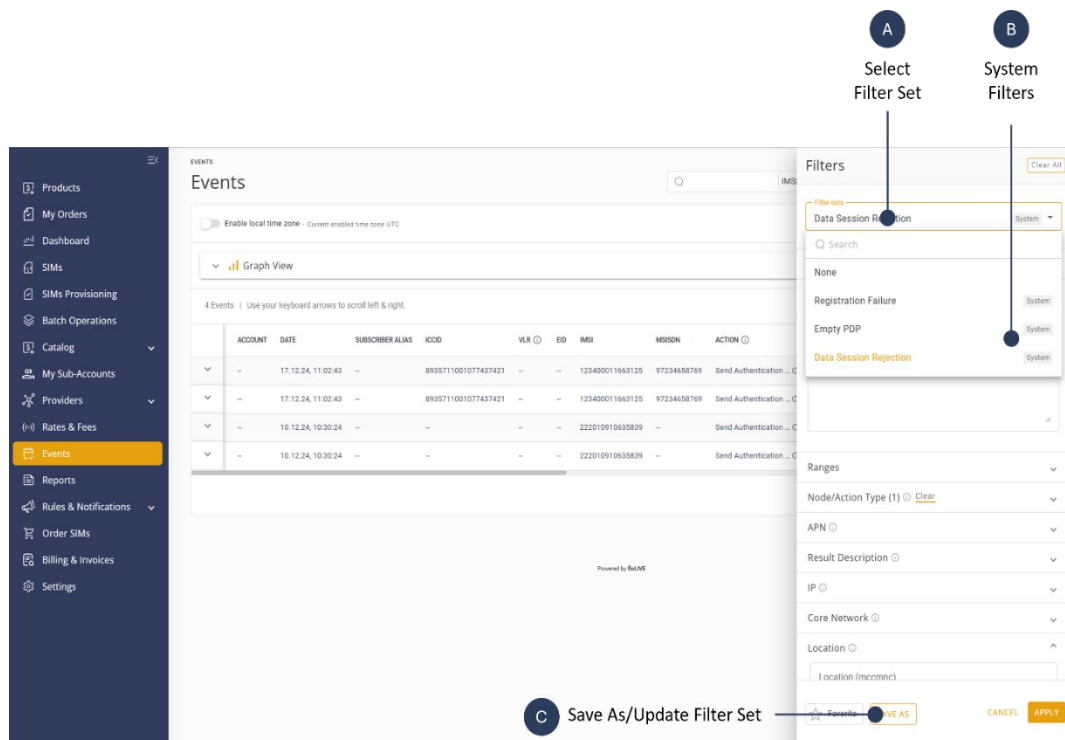 A
B
Select
Filter Set
System
Filters
Products
My Orders
Dashboard
SIMs
SIMs Provisioning
Batch Operations
Catalog
My Sub-Accounts
Providers
Rates & Fees
Events
Reports
Rules & Notifications
Order SIMs
Billing & Invoices
Settings
EVENTS
Events
IMSI
Enable local time zone - Current enabled time zone UTC
Graph View
4 Events | Use your keyboard arrows to scroll left & right.
ACCOUNT DATE SUBSCRIBER ALIAS ICCID VLR EID IMSI MSISDN ACTION
-- 17.12.24, 11:02:43 -- 8935711001077437421 -- -- 123400011663125 97234658769 Send Authentication ...
-- 17.12.24, 11:02:43 -- 8935711001077437421 -- -- 123400011663125 97234658769 Send Authentication ...
-- 10.12.24, 10:30:24 -- -- -- -- 222010910635839 -- Send Authentication ...
-- 10.12.24, 10:30:24 -- -- -- -- 222010910635839 -- Send Authentication ...
Powered by floLIVE
Filters Clear All
Filter sets
Data Session Rejection System
Search
None
Registration Failure System
Empty PDP System
Data Session Rejection System
Ranges
Node/Action Type (1) Clear
APN
Result Description
IP
Core Network
Location
Location (mccmnc)
Favorite SAVE AS CANCEL APPLY
C Save As/Update Filter Set